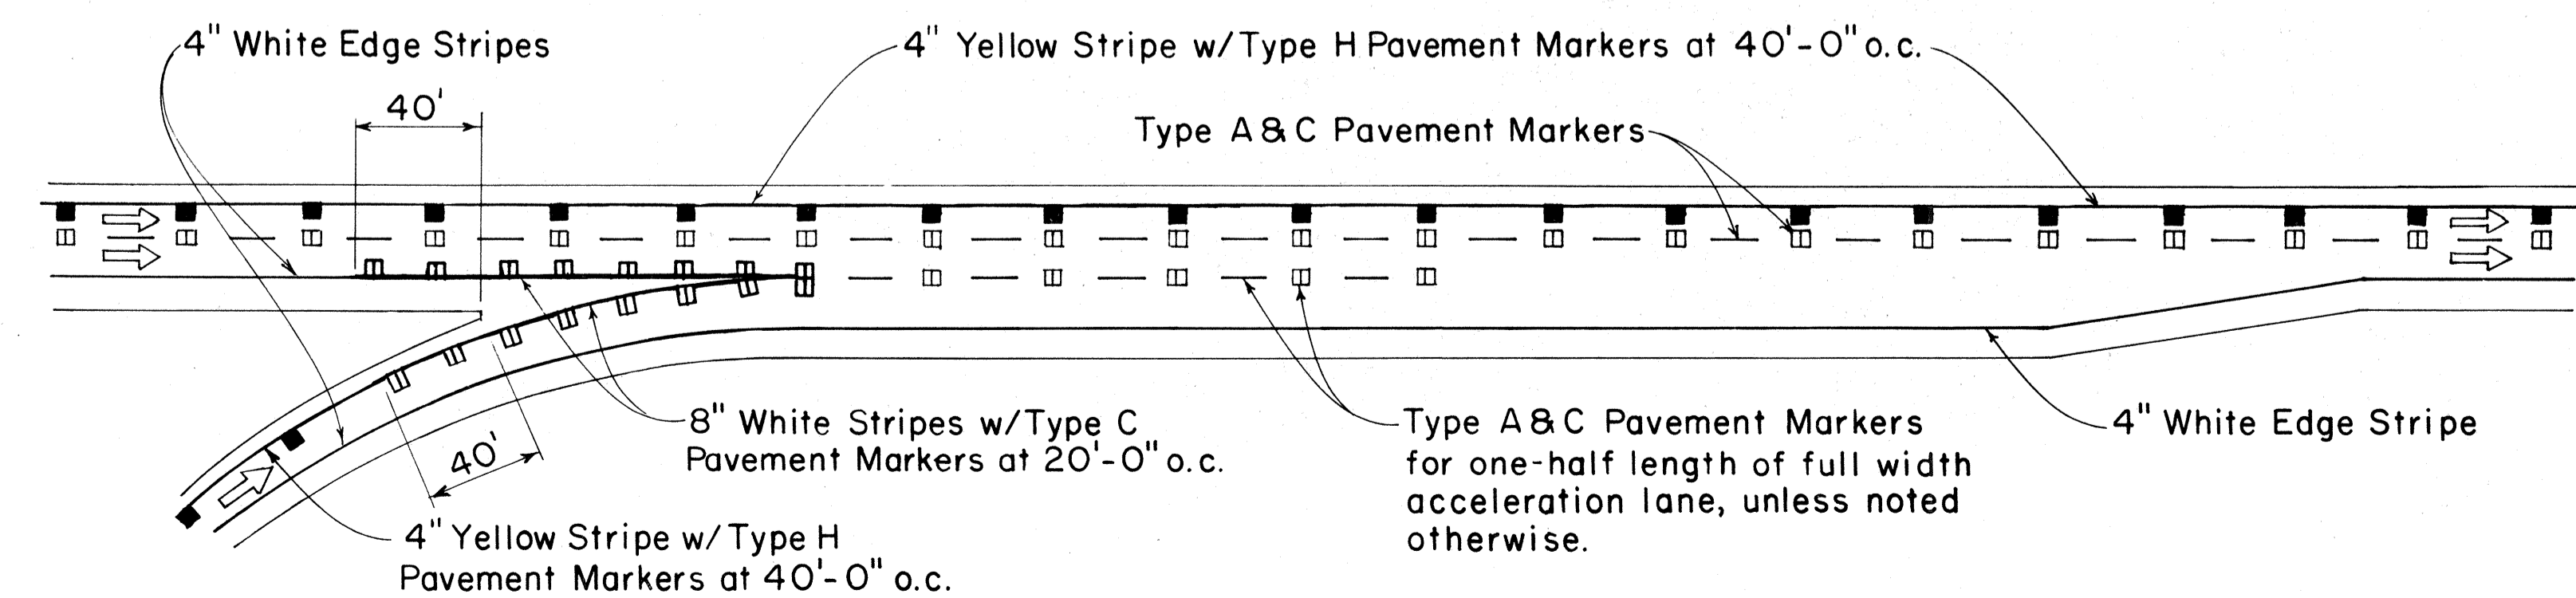 4" White Edge Stripes
4" Yellow Stripe w/Type H Pavement Markers at 40'-0" o.c.
40'
Type A & C Pavement Markers
8" White Stripes w/Type C
Pavement Markers at 20'-0" o.c.
40'
Type A & C Pavement Markers
for one-half length of full width
acceleration lane, unless noted
otherwise.
4" White Edge Stripe
4" Yellow Stripe w/Type H
Pavement Markers at 40'-0" o.c.